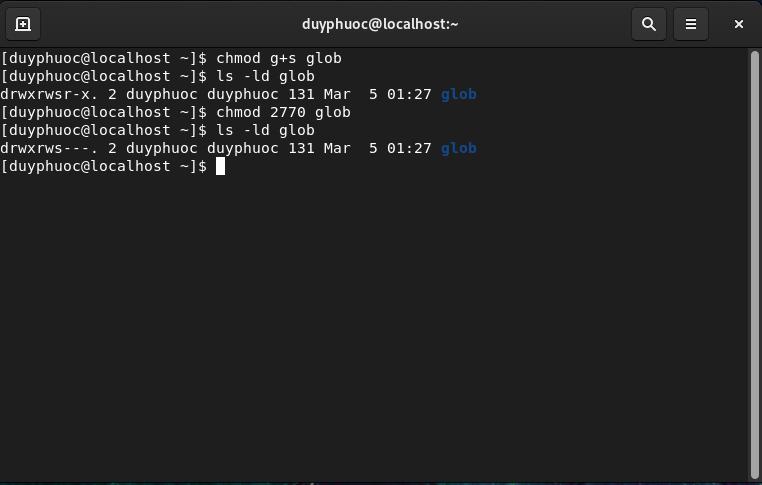 duyphuoc@localhost:~
[duyphuoc@localhost ~]$ chmod g+s glob
[duyphuoc@localhost ~]$ ls -ld glob
drwxrwsr-x. 2 duyphuoc duyphuoc 131 Mar  5 01:27 glob
[duyphuoc@localhost ~]$ chmod 2770 glob
[duyphuoc@localhost ~]$ ls -ld glob
drwxrws---. 2 duyphuoc duyphuoc 131 Mar  5 01:27 glob
[duyphuoc@localhost ~]$